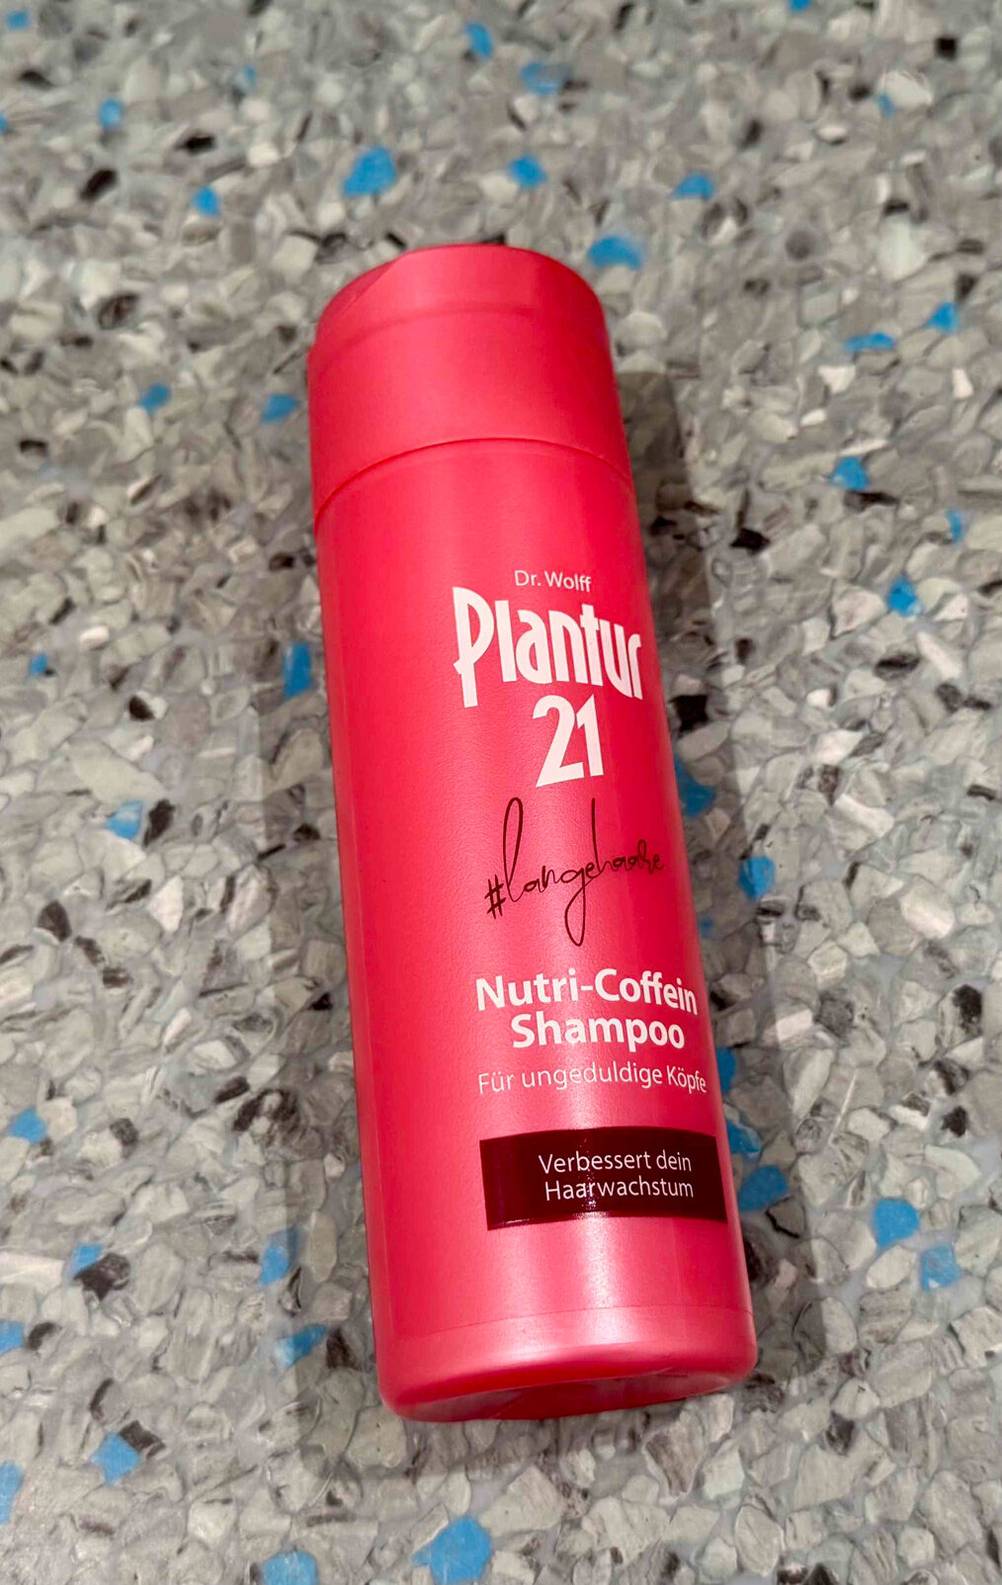 Dr. Wolff
Plantur
21
#langehaare
Nutri-Coffein
Shampoo
Für ungeduldige Köpfe
Verbessert dein
Haarwachstum